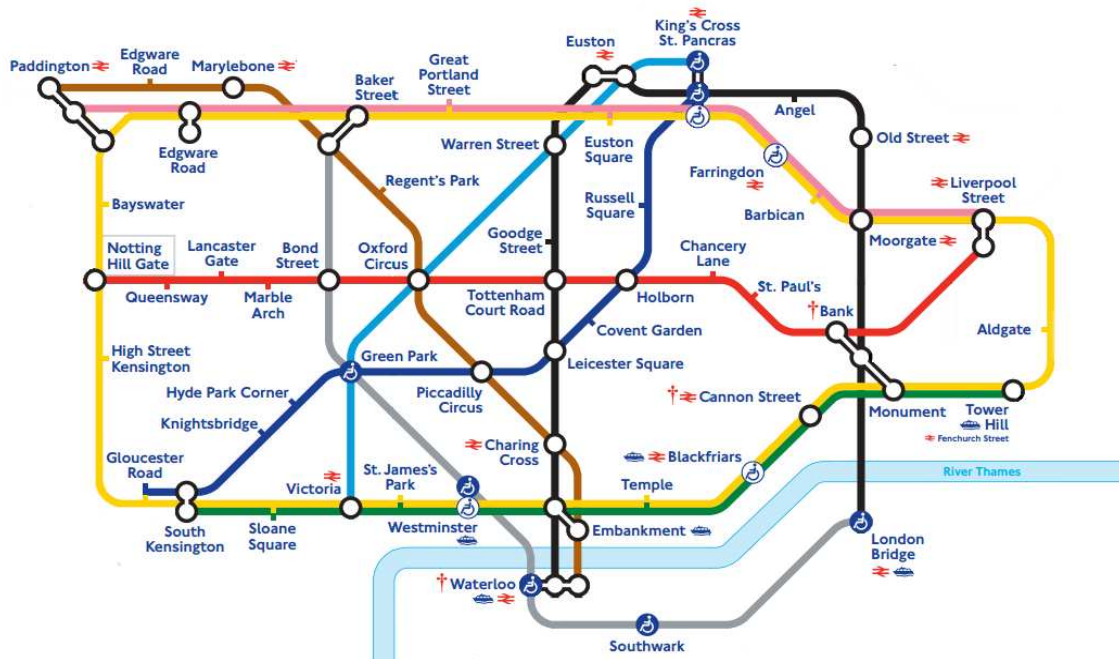 King's Cross
St. Pancras
Euston
Edgware
Road
Great
Portland
Street
Paddington
Marylebone
Baker
Street
Angel
Warren Street
Euston
Square
Old Street
Edgware
Road
Farringdon
Liverpool
Street
Regent's Park
Russell
Square
Bayswater
Barbican
Goodge
Street
Moorgate
Notting
Hill Gate
Lancaster
Gate
Bond
Street
Oxford
Circus
Chancery
Lane
Queensway
Marble
Arch
Tottenham
Court Road
Holborn
St. Paul's
†Bank
Covent Garden
Aldgate
High Street
Kensington
Green Park
Leicester Square
Hyde Park Corner
Piccadilly
Circus
†Cannon Street
Monument
Tower
Hill
Fenchurch Street
Knightsbridge
Charing
Cross
Gloucester
Road
Blackfriars
River Thames
Victoria
St. James's
Park
Temple
South
Kensington
Sloane
Square
Westminster
Embankment
London
Bridge
†Waterloo
Southwark